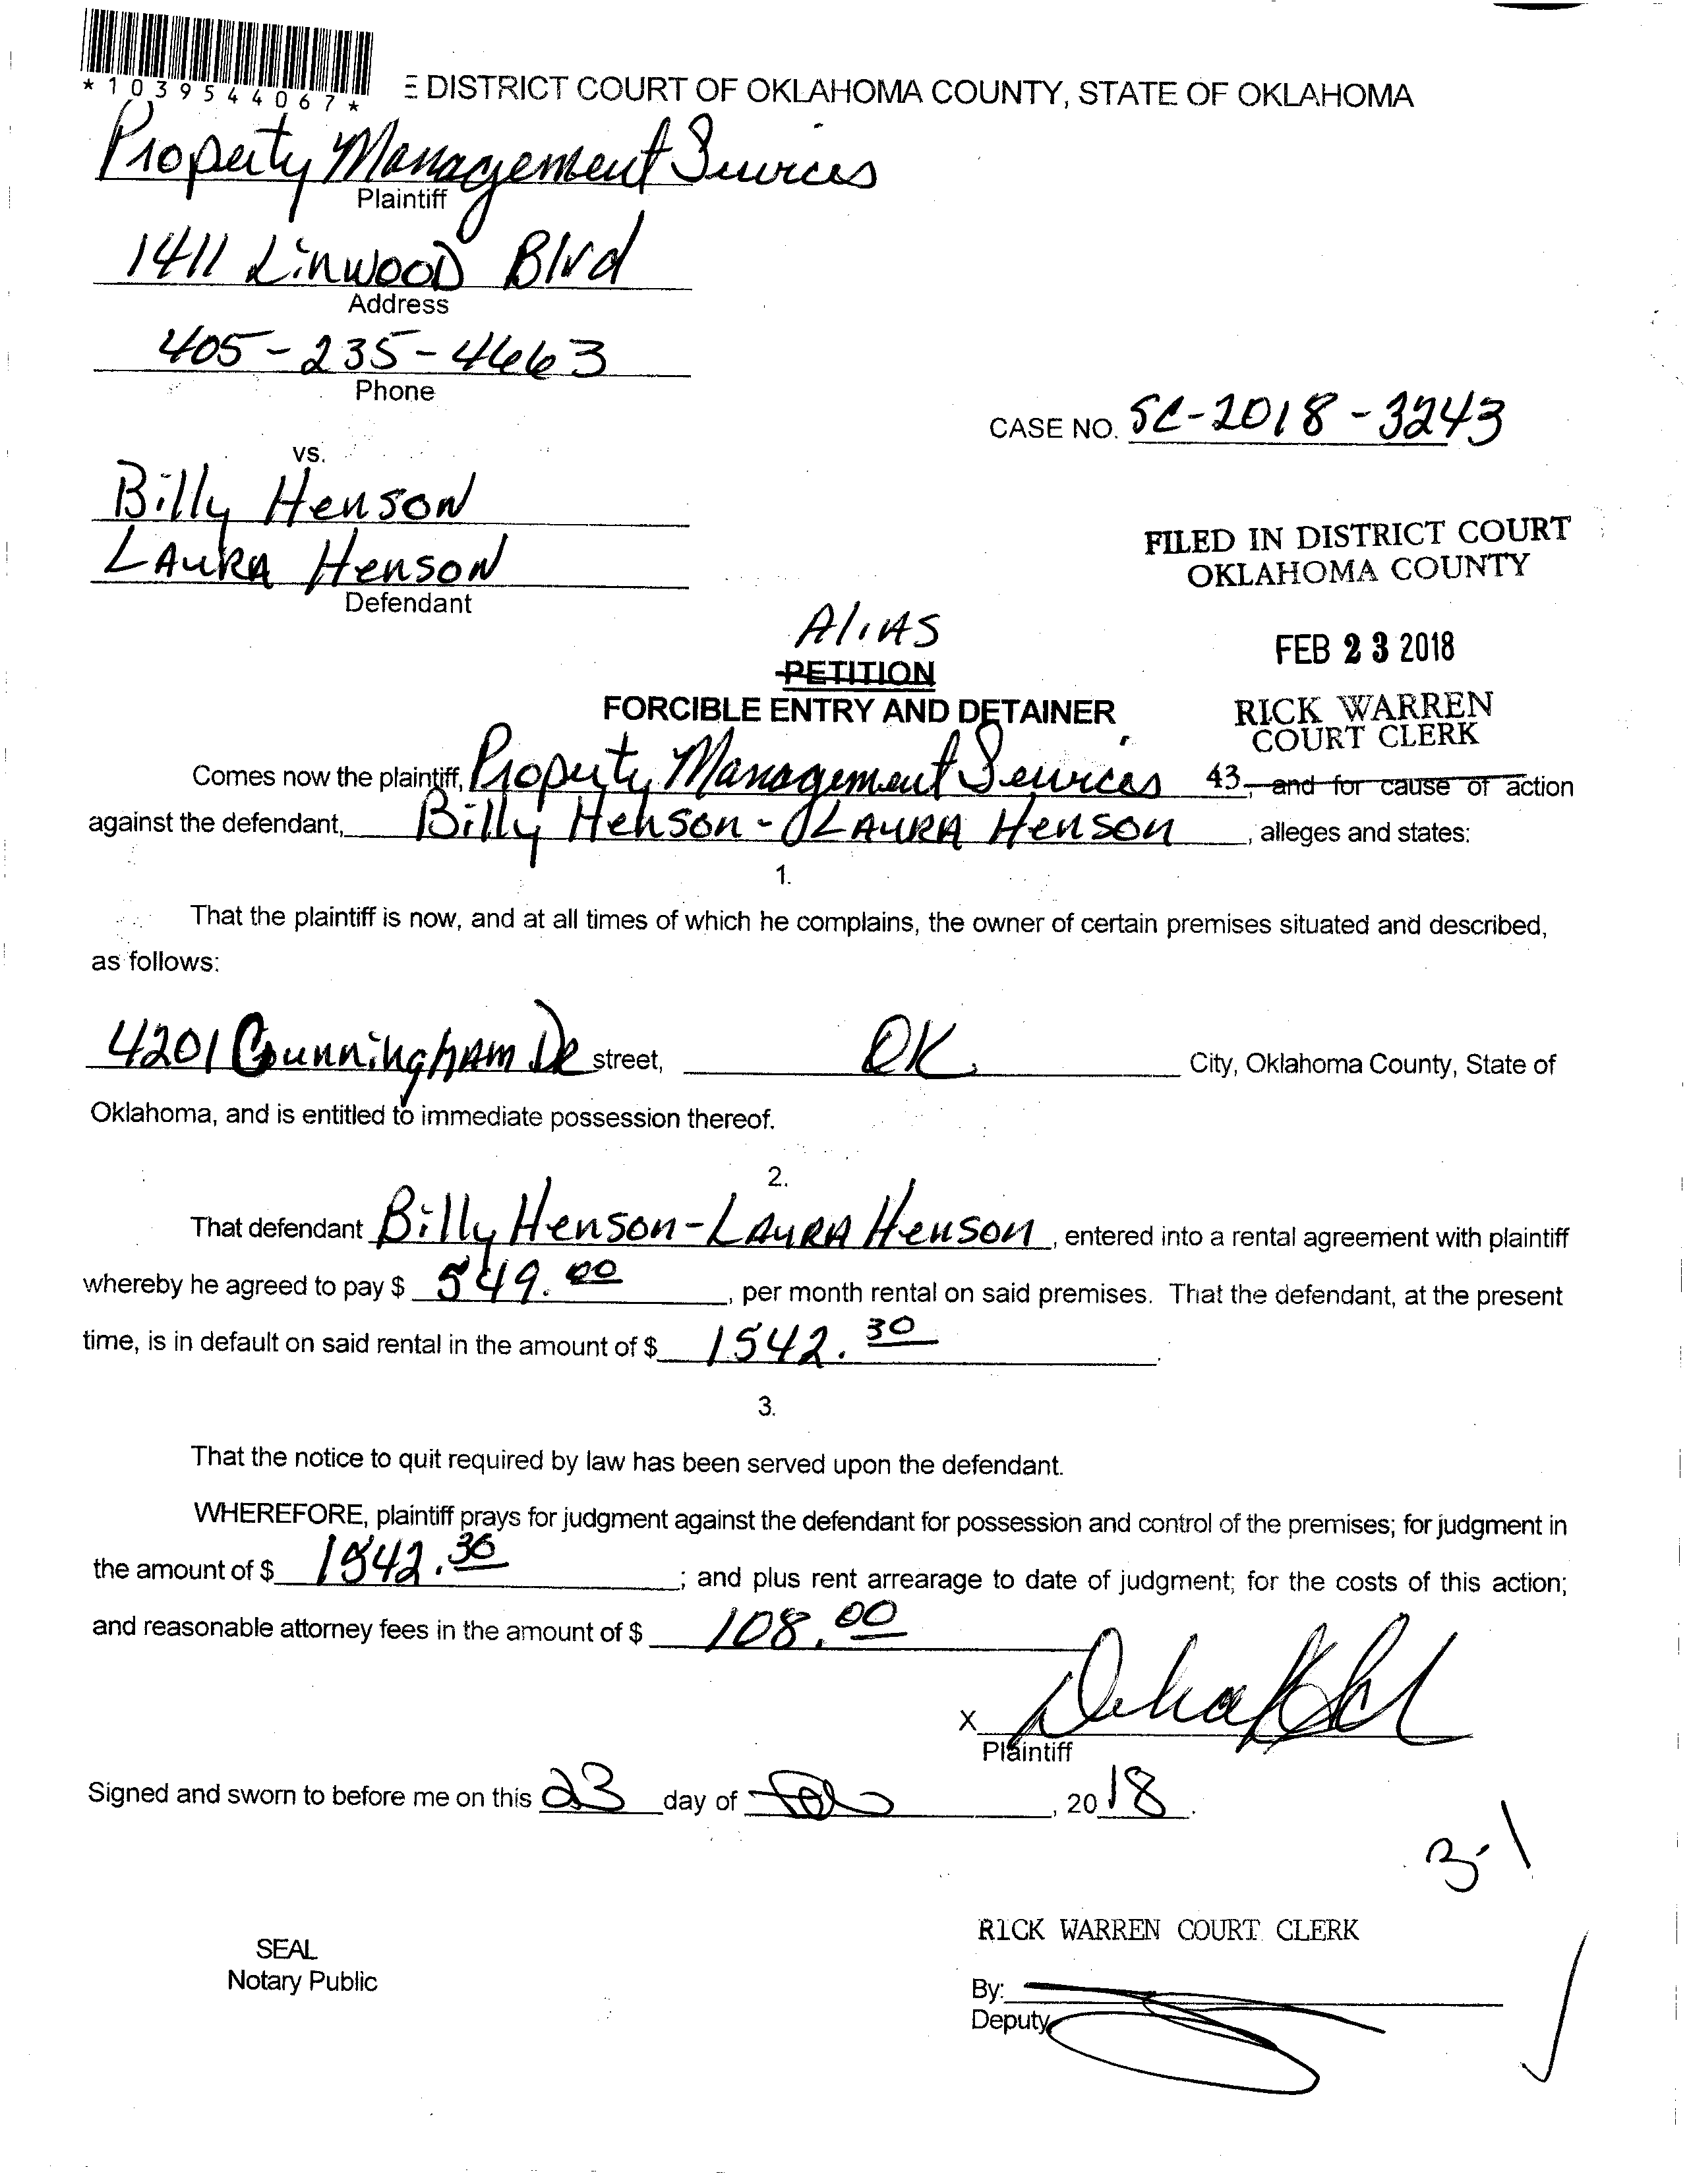 *1039544067*
E DISTRICT COURT OF OKLAHOMA COUNTY, STATE OF OKLAHOMA
Property Management Services
Plaintiff
1411 Linwood Blvd
Address
405-235-4663
Phone
CASE NO. SC-2018-3243
vs.
Billy Henson
Laura Henson
Defendant
FILED IN DISTRICT COURT
OKLAHOMA COUNTY
FEB 23 2018
RICK WARREN
COURT CLERK
43
Alias
PETITION
FORCIBLE ENTRY AND DETAINER
Comes now the plaintiff, Property Management Services, and for cause of action
against the defendant, Billy Henson - Laura Henson, alleges and states:
1.
That the plaintiff is now, and at all times of which he complains, the owner of certain premises situated and described,
as follows:
4201 Cunningham Dr street, OK. City, Oklahoma County, State of
Oklahoma, and is entitled to immediate possession thereof.
2.
That defendant Billy Henson - Laura Henson, entered into a rental agreement with plaintiff
whereby he agreed to pay $ 549.00, per month rental on said premises. That the defendant, at the present
time, is in default on said rental in the amount of $ 1542.30.
3.
That the notice to quit required by law has been served upon the defendant.
WHEREFORE, plaintiff prays for judgment against the defendant for possession and control of the premises; for judgment in
the amount of $ 1542.30; and plus rent arrearage to date of judgment; for the costs of this action;
and reasonable attorney fees in the amount of $ 108.00
X
Plaintiff
Signed and sworn to before me on this 23 day of Feb, 2018.
3-1
RICK WARREN COURT CLERK
SEAL
Notary Public
By:
Deputy